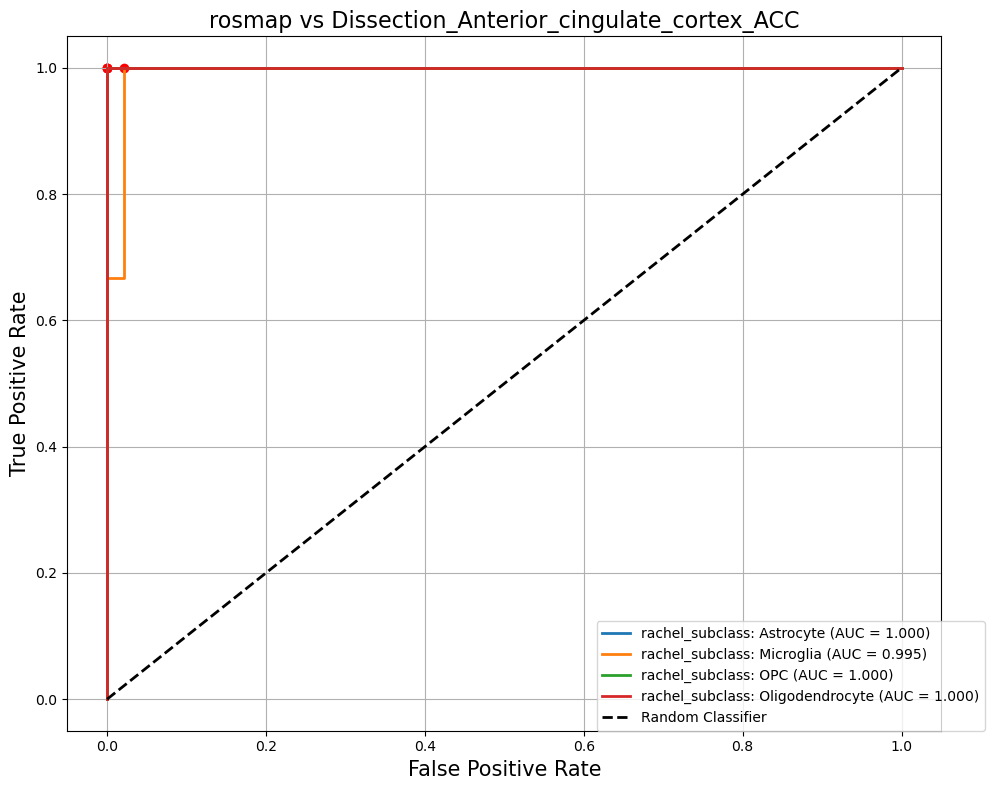 rosmap vs Dissection_Anterior_cingulate_cortex_ACC
True Positive Rate
1.0
0.8
0.6
0.4
0.2
0.0
rachel_subclass: Astrocyte (AUC = 1.000)
rachel_subclass: Microglia (AUC = 0.995)
rachel_subclass: OPC (AUC = 1.000)
rachel_subclass: Oligodendrocyte (AUC = 1.000)
Random Classifier
0.0 0.2 0.4 0.6 0.8 1.0
False Positive Rate